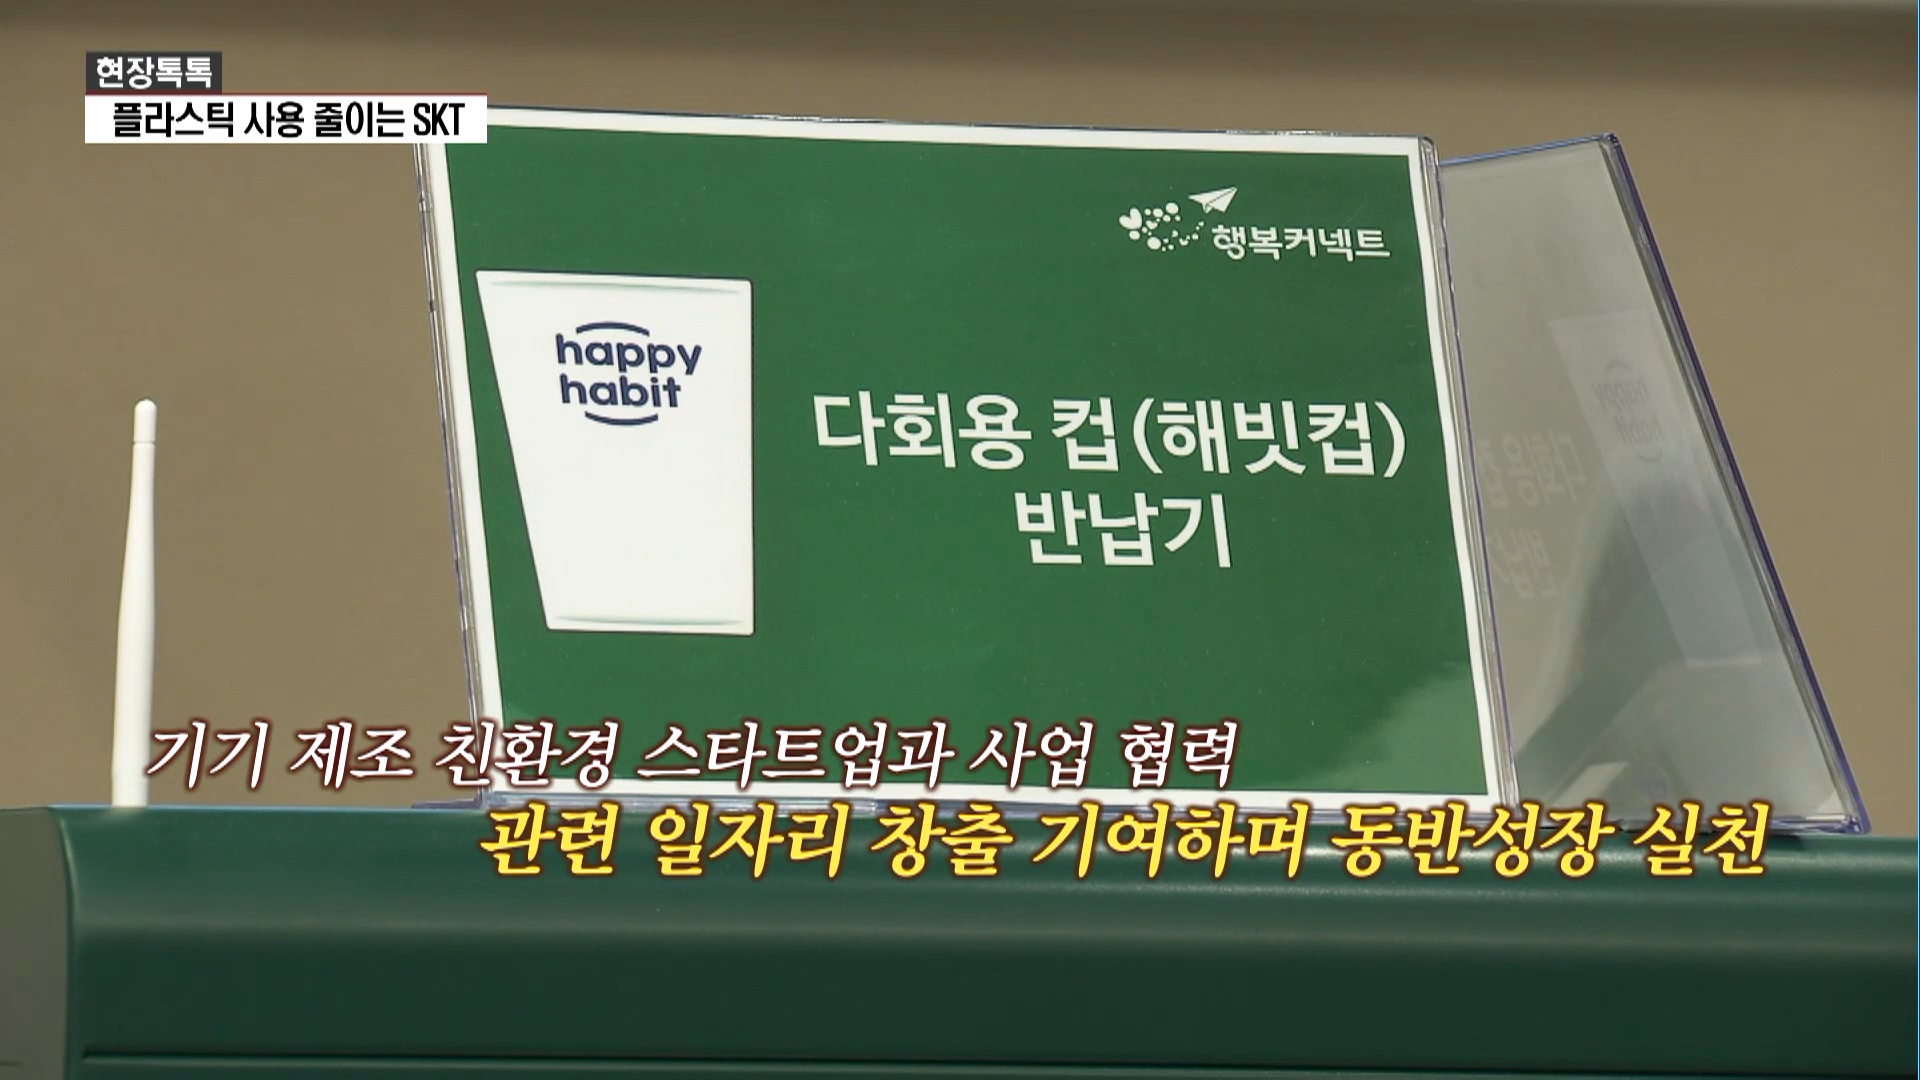 현장톡톡
플라스틱 사용 줄이는 SKT
행복커넥트
happy
habit
다회용 컵(해빗컵)
반납기
기기 제조 친환경 스타트업과 사업 협력
관련 일자리 창출 기여하며 동반성장 실천